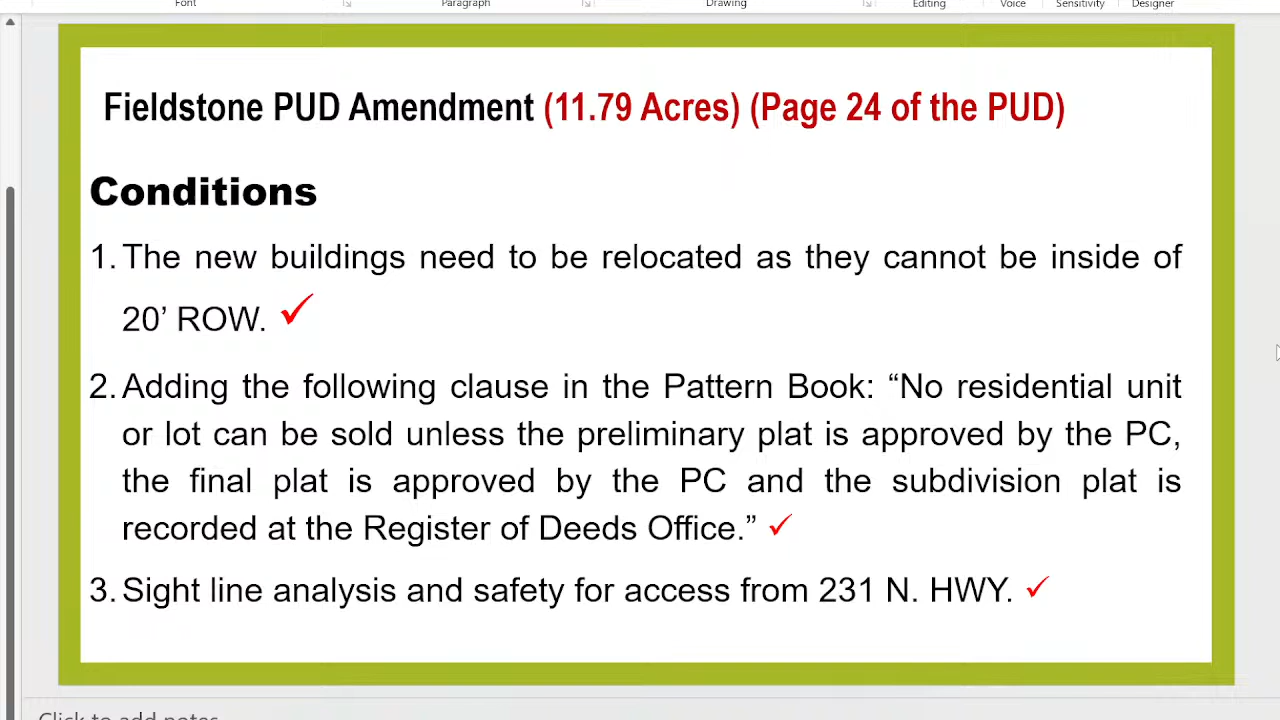 Font Paragraph Drawing Editing Voice Sensitivity Designer
Fieldstone PUD Amendment (11.79 Acres) (Page 24 of the PUD)
Conditions
1. The new buildings need to be relocated as they cannot be inside of
20’ ROW. ✓
2. Adding the following clause in the Pattern Book: “No residential unit
or lot can be sold unless the preliminary plat is approved by the PC,
the final plat is approved by the PC and the subdivision plat is
recorded at the Register of Deeds Office.” ✓
3. Sight line analysis and safety for access from 231 N. HWY. ✓
Click to add notes